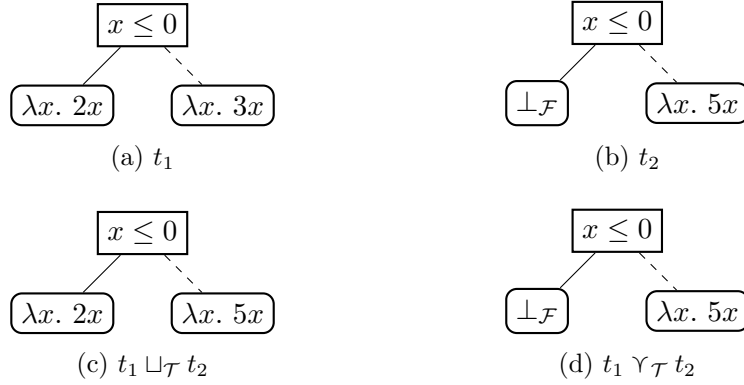 x ≤ 0
λx. 2x λx. 3x
(a) t₁
x ≤ 0
⊥_ℱ λx. 5x
(b) t₂
x ≤ 0
λx. 2x λx. 5x
(c) t₁ ⊔_𝒯 t₂
x ≤ 0
⊥_ℱ λx. 5x
(d) t₁ ⋎_𝒯 t₂